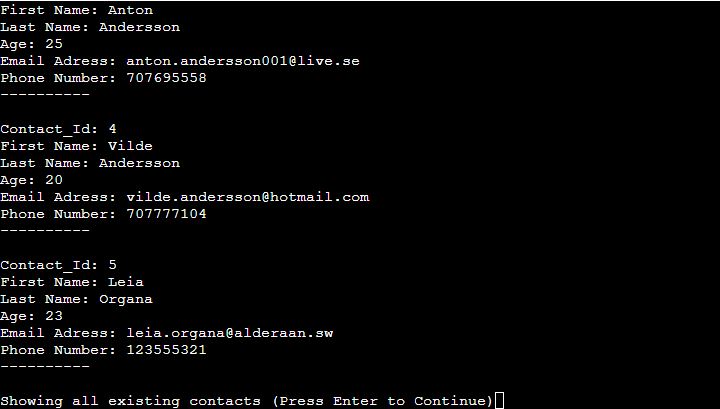 First Name: Anton
Last Name: Andersson
Age: 25
Email Adress: anton.andersson001@live.se
Phone Number: 707695558
----------
Contact_Id: 4
First Name: Vilde
Last Name: Andersson
Age: 20
Email Adress: vilde.andersson@hotmail.com
Phone Number: 707777104
----------
Contact_Id: 5
First Name: Leia
Last Name: Organa
Age: 23
Email Adress: leia.organa@alderaan.sw
Phone Number: 123555321
----------
Showing all existing contacts (Press Enter to Continue)